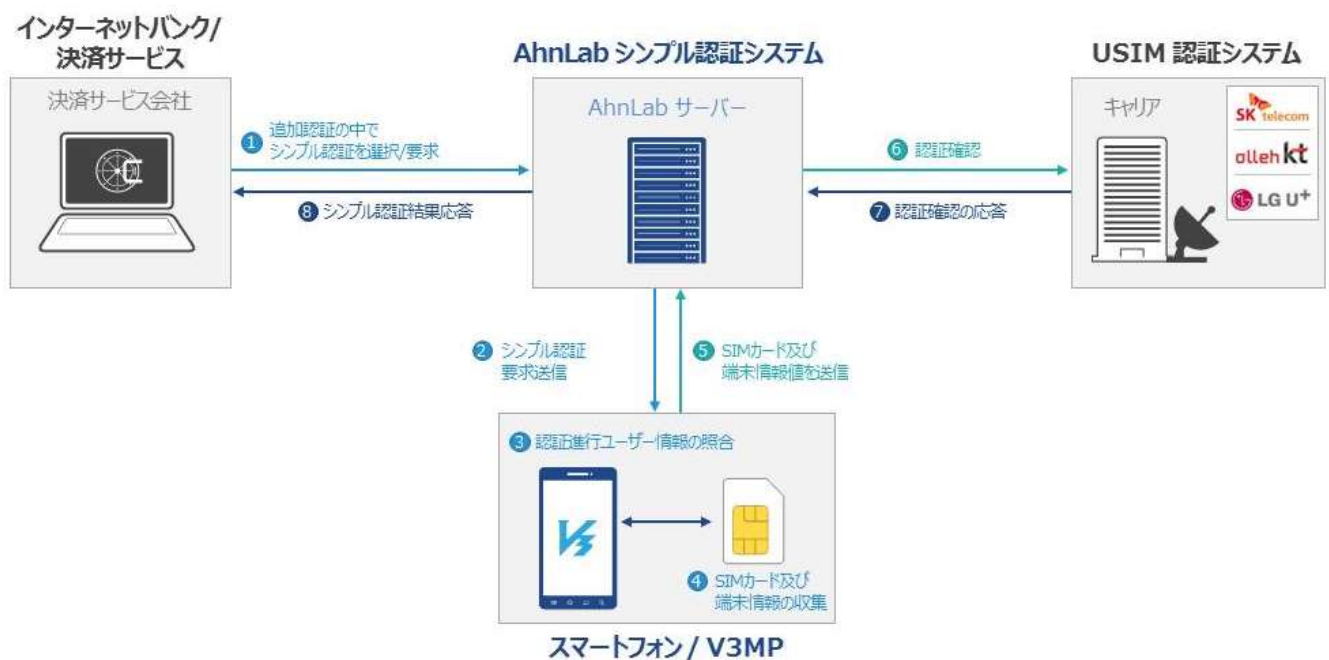 インターネットバンク/
決済サービス
AhnLab シンプル認証システム
USIM 認証システム
決済サービス会社
AhnLab サーバー
キャリア
SK telecom
olleh kt
LG U+
1 追加認証の中で
シンプル認証を選択/要求
8 シンプル認証結果応答
6 認証確認
7 認証確認の応答
2 シンプル認証
要求送信
5 SIMカード及び
端末情報値を送信
3 認証進行ユーザー情報の照合
V3
4 SIMカード及び
端末情報の収集
スマートフォン / V3MP